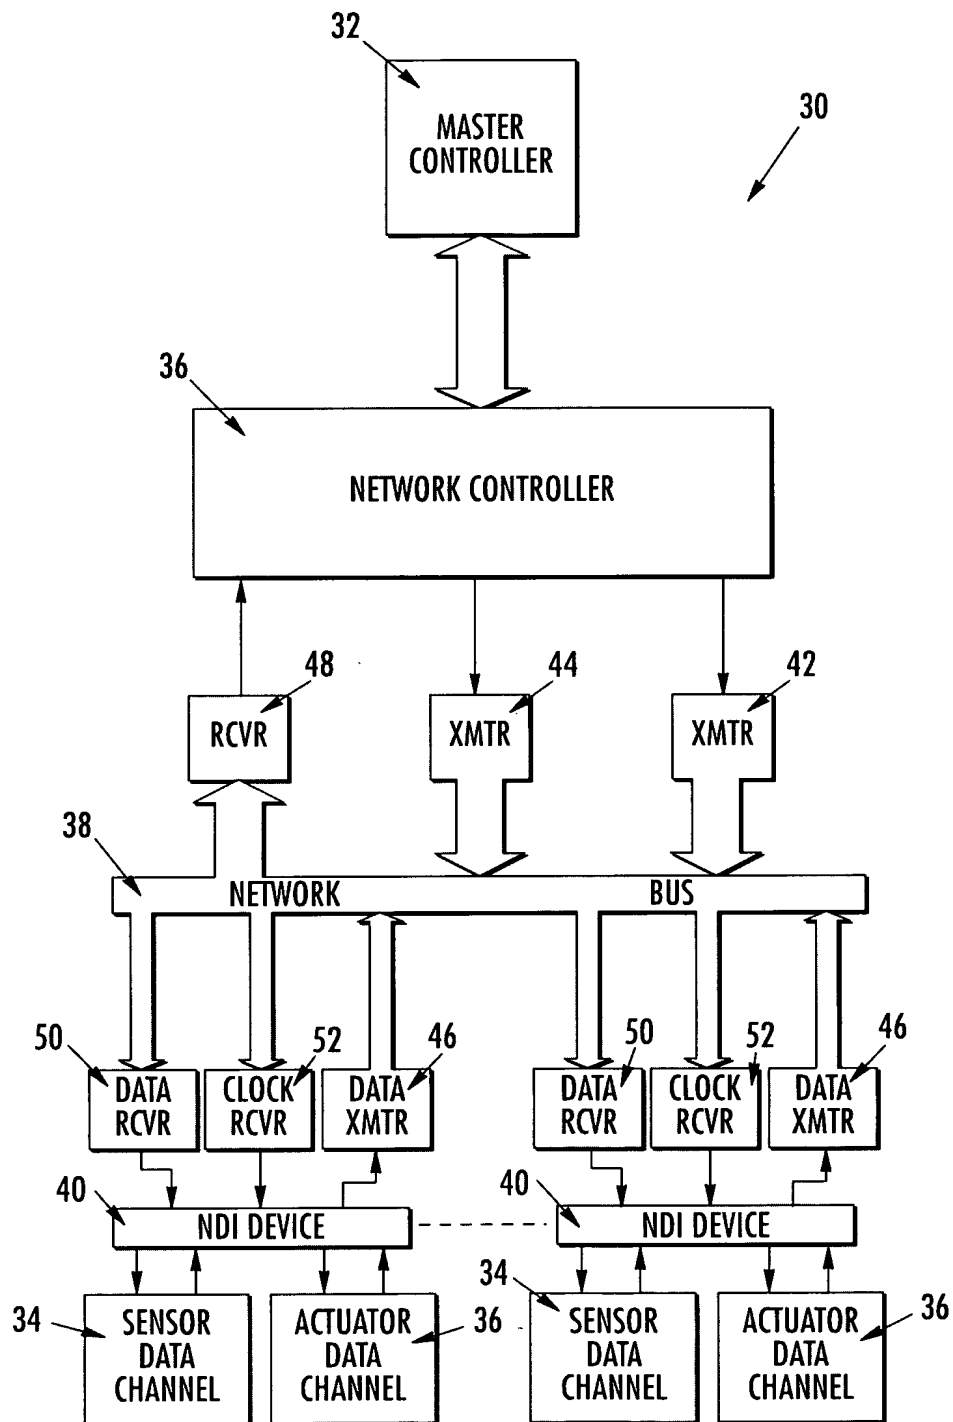 32
MASTER
CONTROLLER
30
36
NETWORK CONTROLLER
48
44
42
RCVR
XMTR
XMTR
38
NETWORK BUS
50
52
46
50
52
46
DATA
RCVR
CLOCK
RCVR
DATA
XMTR
DATA
RCVR
CLOCK
RCVR
DATA
XMTR
40
NDI DEVICE
40
NDI DEVICE
34
SENSOR
DATA
CHANNEL
ACTUATOR
DATA
CHANNEL
36
34
SENSOR
DATA
CHANNEL
ACTUATOR
DATA
CHANNEL
36